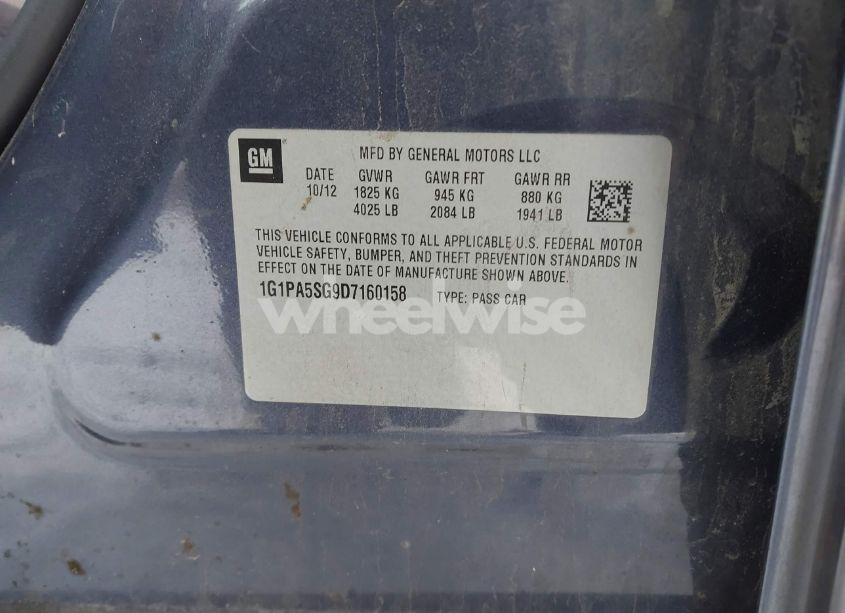 GM
MFD BY GENERAL MOTORS LLC
DATE GVWR GAWR FRT GAWR RR
10/12 1825 KG 945 KG 880 KG
4025 LB 2084 LB 1941 LB
THIS VEHICLE CONFORMS TO ALL APPLICABLE U.S. FEDERAL MOTOR
VEHICLE SAFETY, BUMPER, AND THEFT PREVENTION STANDARDS IN
EFFECT ON THE DATE OF MANUFACTURE SHOWN ABOVE.
1G1PA5SG9D7160158 TYPE: PASS CAR
wheelwise